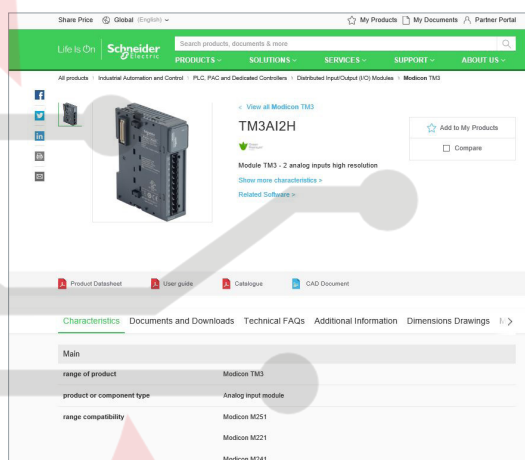 Share Price Global (English) My Products My Documents Partner Portal
Life Is On Schneider Electric
Search products, documents & more
PRODUCTS SOLUTIONS SERVICES SUPPORT ABOUT US
All products Industrial Automation and Control PLC, PAC and Dedicated Controllers Distributed Input/Output (I/O) Modules Modicon TM3
< View all Modicon TM3
TM3AI2H
Add to My Products
Compare
Module TM3 - 2 analog inputs high resolution
Show more characteristics >
Related Software >
Product Datasheet User guide Catalogue CAD Document
Characteristics Documents and Downloads Technical FAQs Additional Information Dimensions Drawings
Main
range of product Modicon TM3
product or component type Analog input module
range compatibility Modicon M251
Modicon M221
Modicon M241